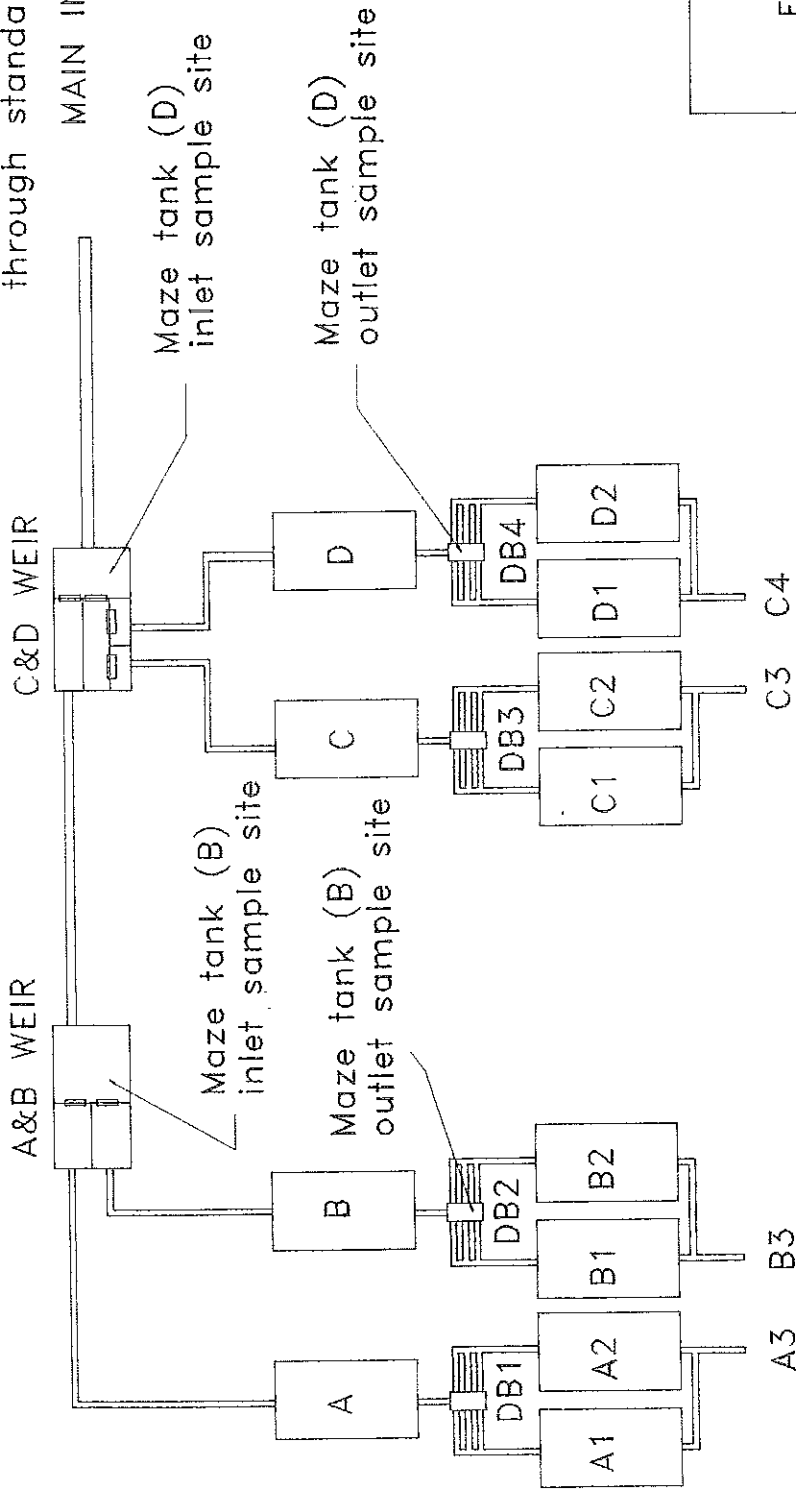 through standa
MAIN IN
C&D WEIR
A&B WEIR
Maze tank (D)
inlet sample site
Maze tank (B)
inlet sample site
Maze tank (D)
outlet sample site
Maze tank (B)
outlet sample site
A
B
C
D
DB1
DB2
DB3
DB4
A1
A2
B1
B2
C1
C2
D1
D2
A3
B3
C3
C4